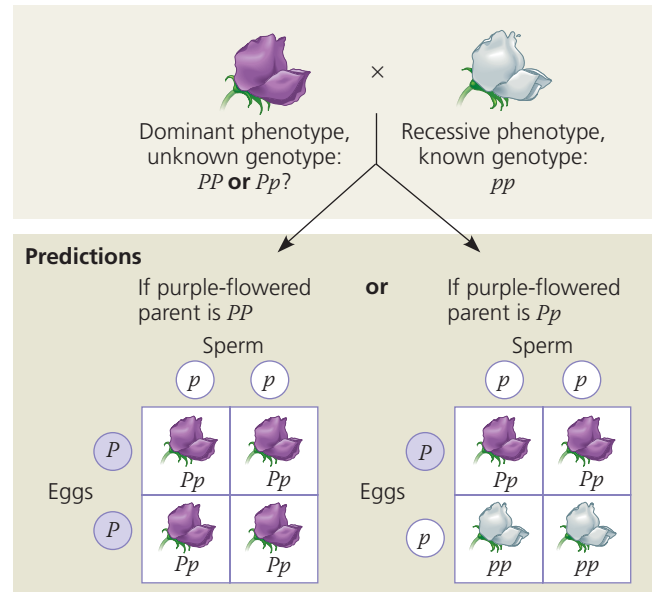 ×
Dominant phenotype,
unknown genotype:
PP or Pp?
Recessive phenotype,
known genotype:
pp
Predictions
If purple-flowered
parent is PP
or
If purple-flowered
parent is Pp
Sperm
p p
P
Pp Pp
Eggs
P
Pp Pp
Sperm
p p
P
Pp Pp
Eggs
p
pp pp